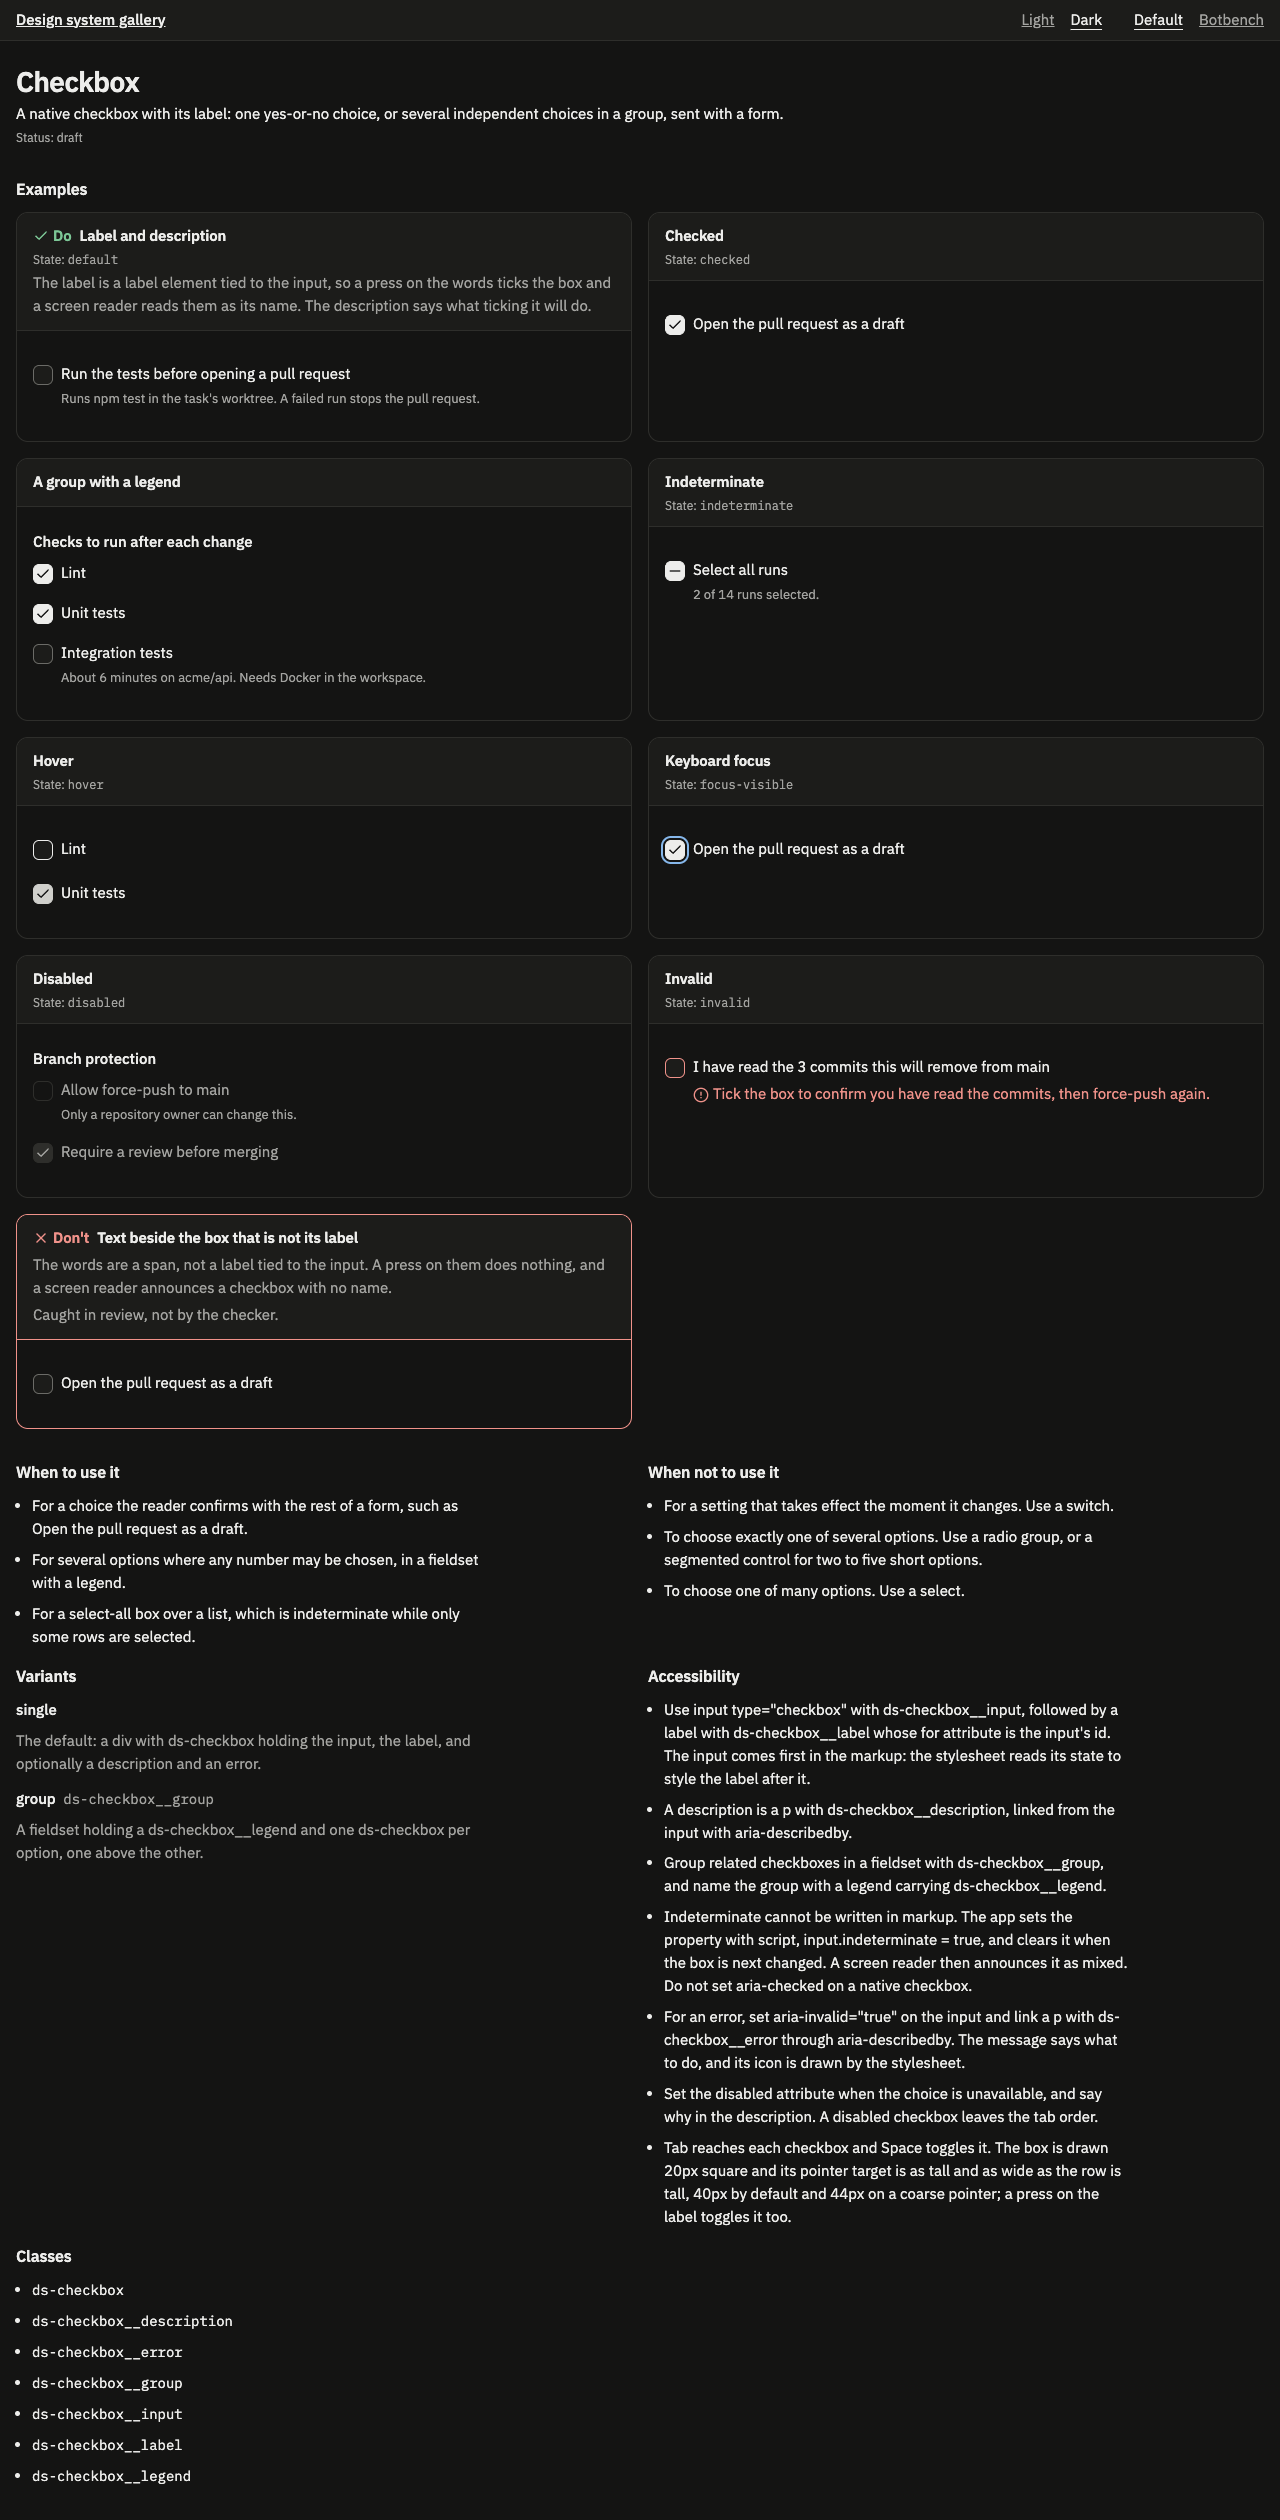 Design system gallery
Light Dark Default Botbench
Checkbox
A native checkbox with its label: one yes-or-no choice, or several independent choices in a group, sent with a form.
Status: draft
Examples
Do Label and description
State: default
The label is a label element tied to the input, so a press on the words ticks the box and
a screen reader reads them as its name. The description says what ticking it will do.
Run the tests before opening a pull request
Runs npm test in the task's worktree. A failed run stops the pull request.
Checked
State: checked
Open the pull request as a draft
A group with a legend
Checks to run after each change
Lint
Unit tests
Integration tests
About 6 minutes on acme/api. Needs Docker in the workspace.
Indeterminate
State: indeterminate
Select all runs
2 of 14 runs selected.
Hover
State: hover
Lint
Unit tests
Keyboard focus
State: focus-visible
Open the pull request as a draft
Disabled
State: disabled
Branch protection
Allow force-push to main
Only a repository owner can change this.
Require a review before merging
Invalid
State: invalid
I have read the 3 commits this will remove from main
Tick the box to confirm you have read the commits, then force-push again.
Don't Text beside the box that is not its label
The words are a span, not a label tied to the input. A press on them does nothing, and
a screen reader announces a checkbox with no name.
Caught in review, not by the checker.
Open the pull request as a draft
When to use it
For a choice the reader confirms with the rest of a form, such as
Open the pull request as a draft.
For several options where any number may be chosen, in a fieldset
with a legend.
For a select-all box over a list, which is indeterminate while only
some rows are selected.
When not to use it
For a setting that takes effect the moment it changes. Use a switch.
To choose exactly one of several options. Use a radio group, or a
segmented control for two to five short options.
To choose one of many options. Use a select.
Variants
single
The default: a div with ds-checkbox holding the input, the label, and
optionally a description and an error.
group ds-checkbox__group
A fieldset holding a ds-checkbox__legend and one ds-checkbox per
option, one above the other.
Accessibility
Use input type="checkbox" with ds-checkbox__input, followed by a
label with ds-checkbox__label whose for attribute is the input's id.
The input comes first in the markup: the stylesheet reads its state to
style the label after it.
A description is a p with ds-checkbox__description, linked from the
input with aria-describedby.
Group related checkboxes in a fieldset with ds-checkbox__group,
and name the group with a legend carrying ds-checkbox__legend.
Indeterminate cannot be written in markup. The app sets the
property with script, input.indeterminate = true, and clears it when
the box is next changed. A screen reader then announces it as mixed.
Do not set aria-checked on a native checkbox.
For an error, set aria-invalid="true" on the input and link a p with ds-
checkbox__error through aria-describedby. The message says what
to do, and its icon is drawn by the stylesheet.
Set the disabled attribute when the choice is unavailable, and say
why in the description. A disabled checkbox leaves the tab order.
Tab reaches each checkbox and Space toggles it. The box is drawn
20px square and its pointer target is as tall and as wide as the row is
tall, 40px by default and 44px on a coarse pointer; a press on the
label toggles it too.
Classes
ds-checkbox
ds-checkbox__description
ds-checkbox__error
ds-checkbox__group
ds-checkbox__input
ds-checkbox__label
ds-checkbox__legend